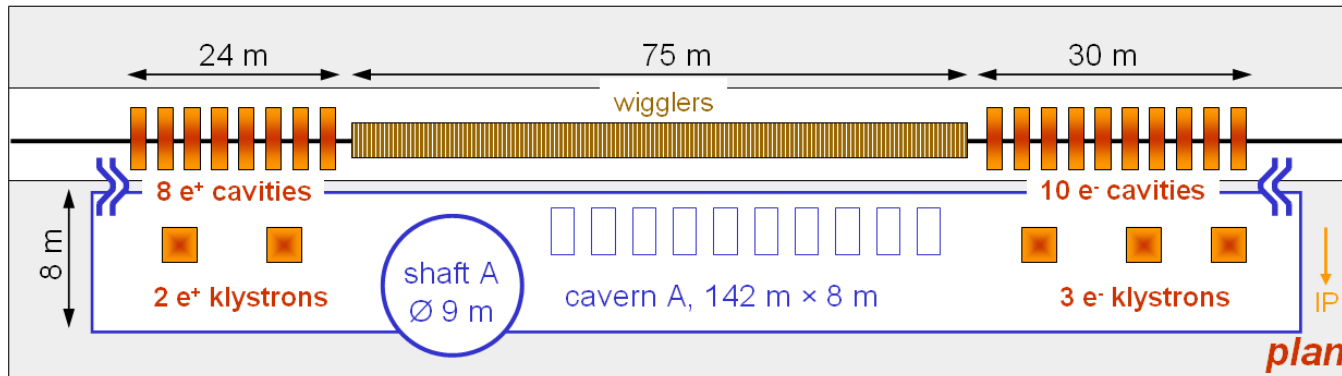 24 m
75 m
30 m
wigglers
8 e⁺ cavities
10 e⁻ cavities
8 m
shaft A
Ø 9 m
2 e⁺ klystrons
cavern A, 142 m × 8 m
3 e⁻ klystrons
IP
plan